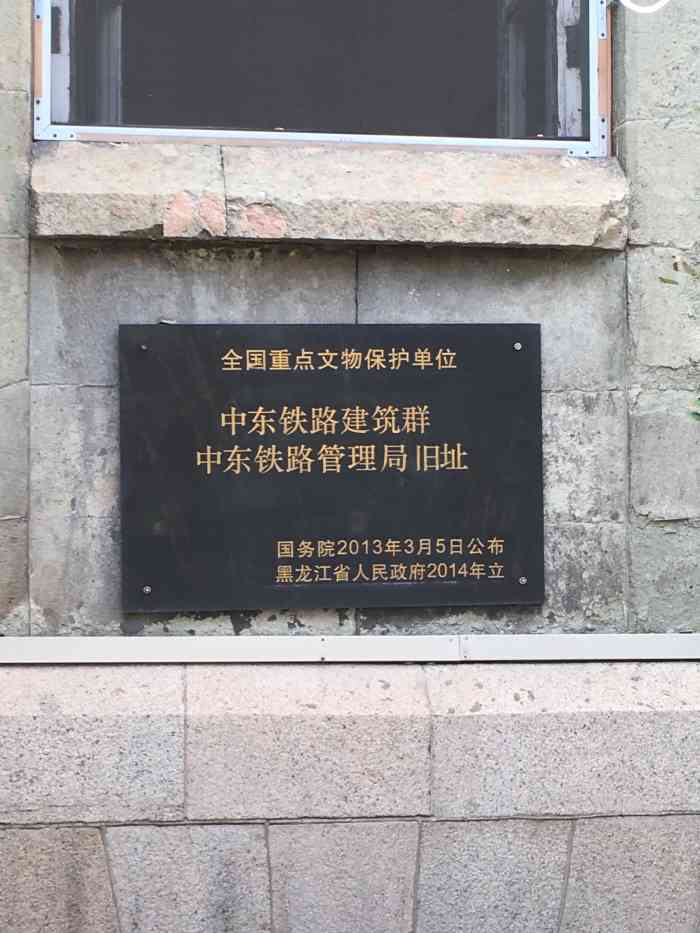 全国重点文物保护单位
中东铁路建筑群
中东铁路管理局旧址
国务院2013年3月5日公布
黑龙江省人民政府2014年立